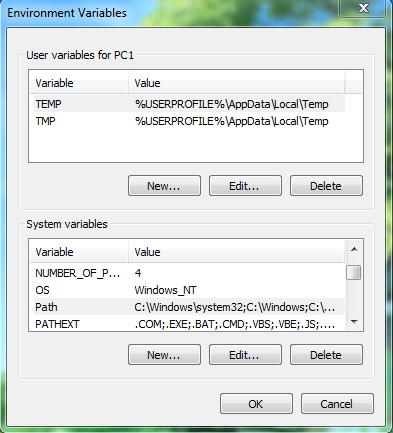 Environment Variables
User variables for PC1
Variable Value
TEMP %USERPROFILE%\AppData\Local\Temp
TMP %USERPROFILE%\AppData\Local\Temp
New... Edit... Delete
System variables
Variable Value
NUMBER_OF_P... 4
OS Windows_NT
Path C:\Windows\system32;C:\Windows;C:\...
PATHEXT .COM;.EXE;.BAT;.CMD;.VBS;.VBE;.JS;....
New... Edit... Delete
OK Cancel